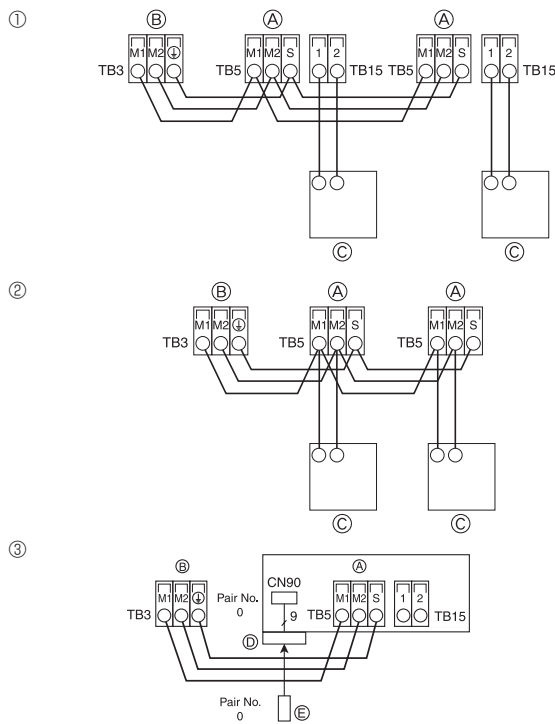 ①
Ⓑ Ⓐ Ⓐ
M1 M2 ⏚ M1 M2 S 1 2 M1 M2 S 1 2
TB3 TB5 TB15 TB5 TB15
Ⓒ Ⓒ
②
Ⓑ Ⓐ Ⓐ
M1 M2 ⏚ M1 M2 S M1 M2 S
TB3 TB5 TB5
Ⓒ Ⓒ
③
Ⓑ Ⓐ
CN90
M1 M2 ⏚ Pair No. M1 M2 S 1 2
TB3 0 9 TB5 TB15
Ⓓ
Pair No.
0 Ⓔ